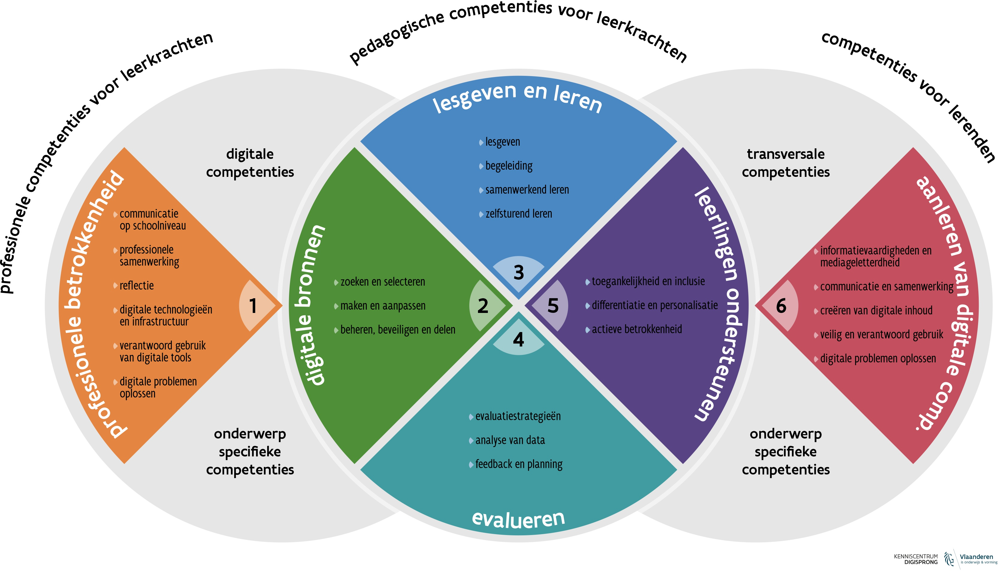 professionele competenties voor leerkrachten
pedagogische competenties voor leerkrachten
competenties voor lerenden
digitale
competenties
onderwerp
specifieke
competenties
professionele betrokkenheid
communicatie
op schoolniveau
professionele
samenwerking
reflectie
digitale technologieën
en infrastructuur
verantwoord gebruik
van digitale tools
digitale problemen
oplossen
1
digitale bronnen
zoeken en selecteren
maken en aanpassen
beheren, beveiligen en delen
2
lesgeven en leren
lesgeven
begeleiding
samenwerkend leren
zelfsturend leren
3
4
evaluatiestrategieën
analyse van data
feedback en planning
evalueren
5
toegankelijkheid en inclusie
differentiatie en personalisatie
actieve betrokkenheid
leerlingen ondersteunen
transversale
competenties
onderwerp
specifieke
competenties
6
informatievaardigheden en
mediageletterdheid
communicatie en samenwerking
creëren van digitale inhoud
veilig en verantwoord gebruik
digitale problemen oplossen
aanleren van digitale comp.
KENNISCENTRUM
DIGISPRONG
Vlaanderen
is onderwijs & vorming